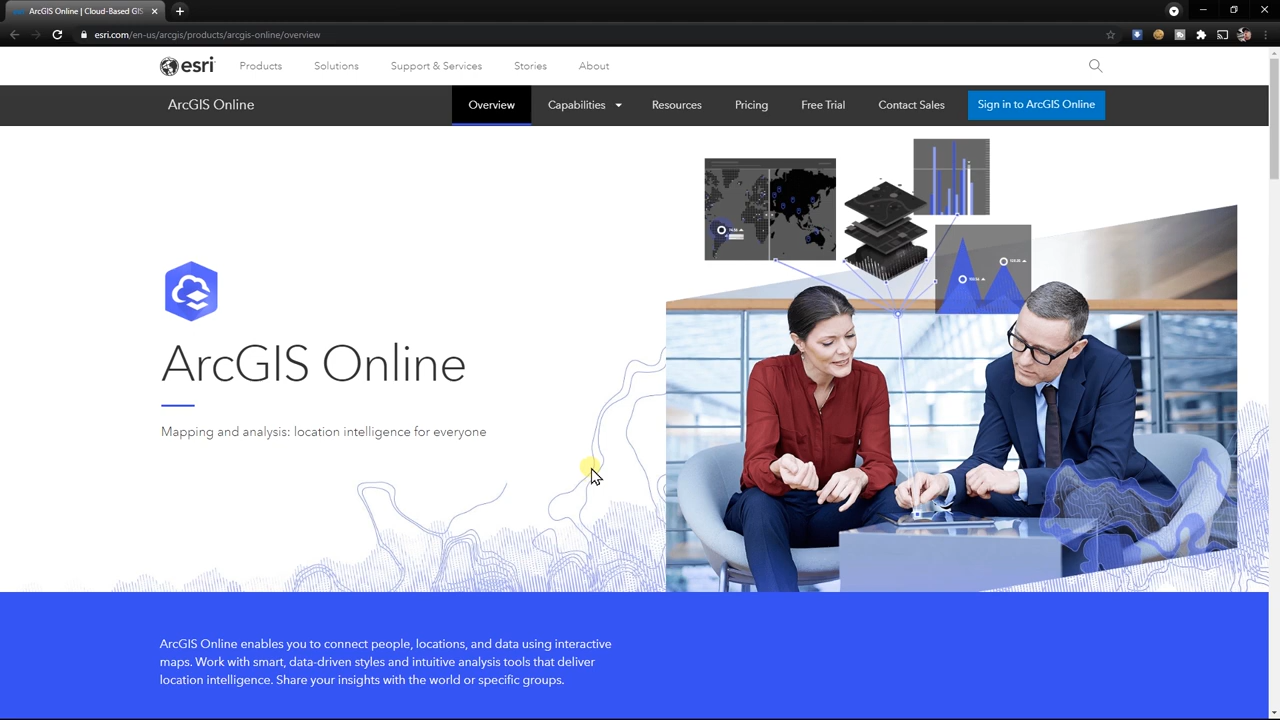 ArcGIS Online | Cloud-Based GIS
esri.com/en-us/arcgis/products/arcgis-online/overview
esri
Products
Solutions
Support & Services
Stories
About
ArcGIS Online
Overview
Capabilities
Resources
Pricing
Free Trial
Contact Sales
Sign in to ArcGIS Online
ArcGIS Online
Mapping and analysis: location intelligence for everyone
ArcGIS Online enables you to connect people, locations, and data using interactive
maps. Work with smart, data-driven styles and intuitive analysis tools that deliver
location intelligence. Share your insights with the world or specific groups.